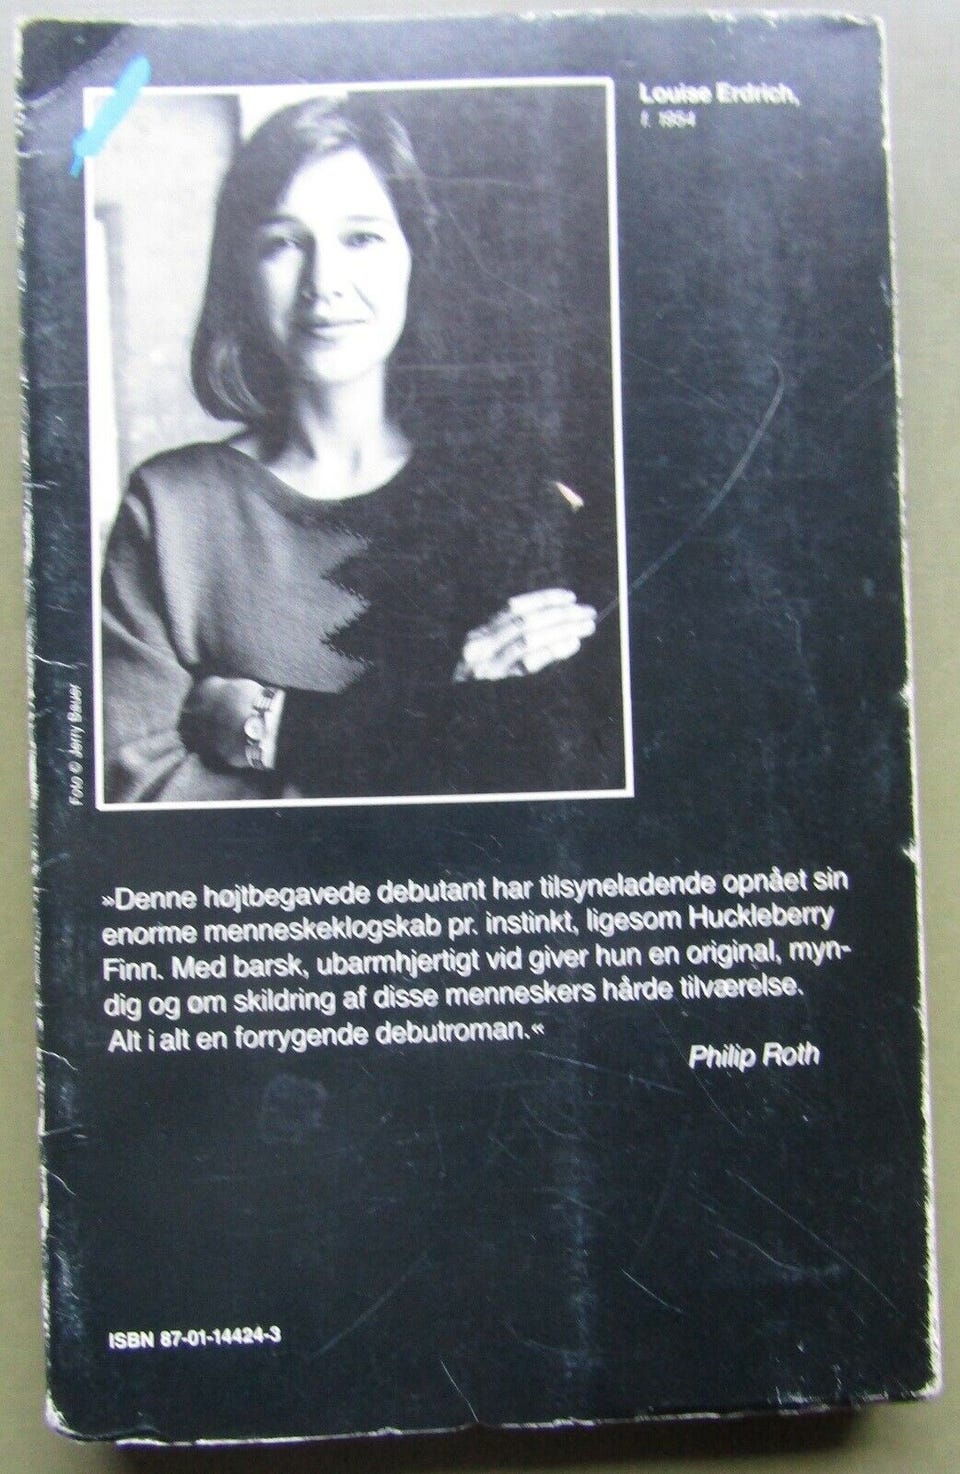 Louise Erdrich,
f. 1954
Foto © Jerry Bauer
»Denne højtbegavede debutant har tilsyneladende opnået sin
enorme menneskeklogskab pr. instinkt, ligesom Huckleberry
Finn. Med barsk, ubarmhjertigt vid giver hun en original, myn-
dig og øm skildring af disse menneskers hårde tilværelse.
Alt i alt en forrygende debutroman.«
Philip Roth
ISBN 87-01-14424-3